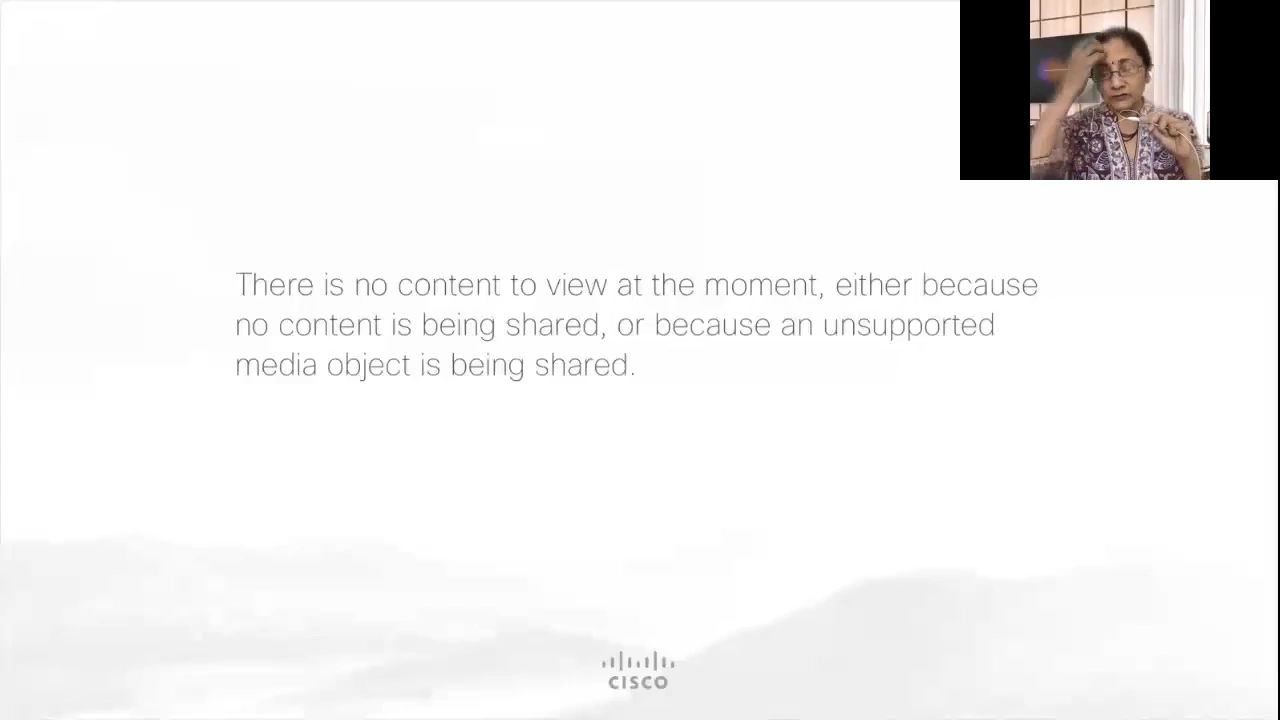 There is no content to view at the moment, either because
no content is being shared, or because an unsupported
media object is being shared.
CISCO